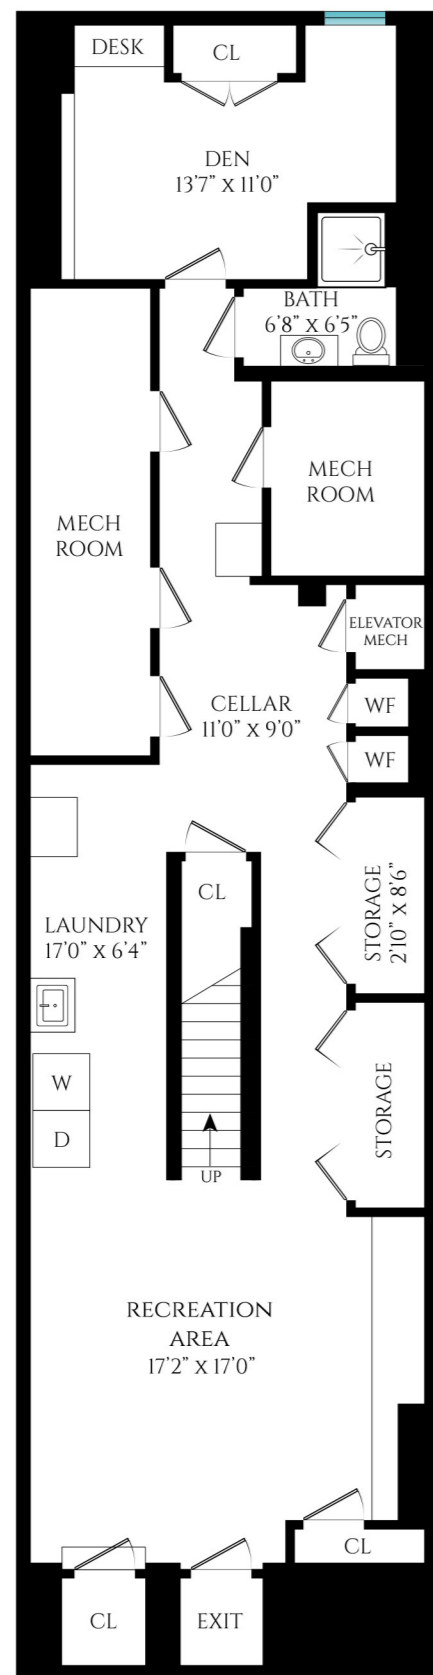 DESK
CL
DEN
13'7" X 11'0"
BATH
6'8" X 6'5"
MECH
ROOM
MECH
ROOM
ELEVATOR
MECH
CELLAR
11'0" X 9'0"
WF
WF
CL
STORAGE
2'10" X 8'6"
LAUNDRY
17'0" X 6'4"
W
D
STORAGE
UP
RECREATION
AREA
17'2" X 17'0"
CL
CL
EXIT